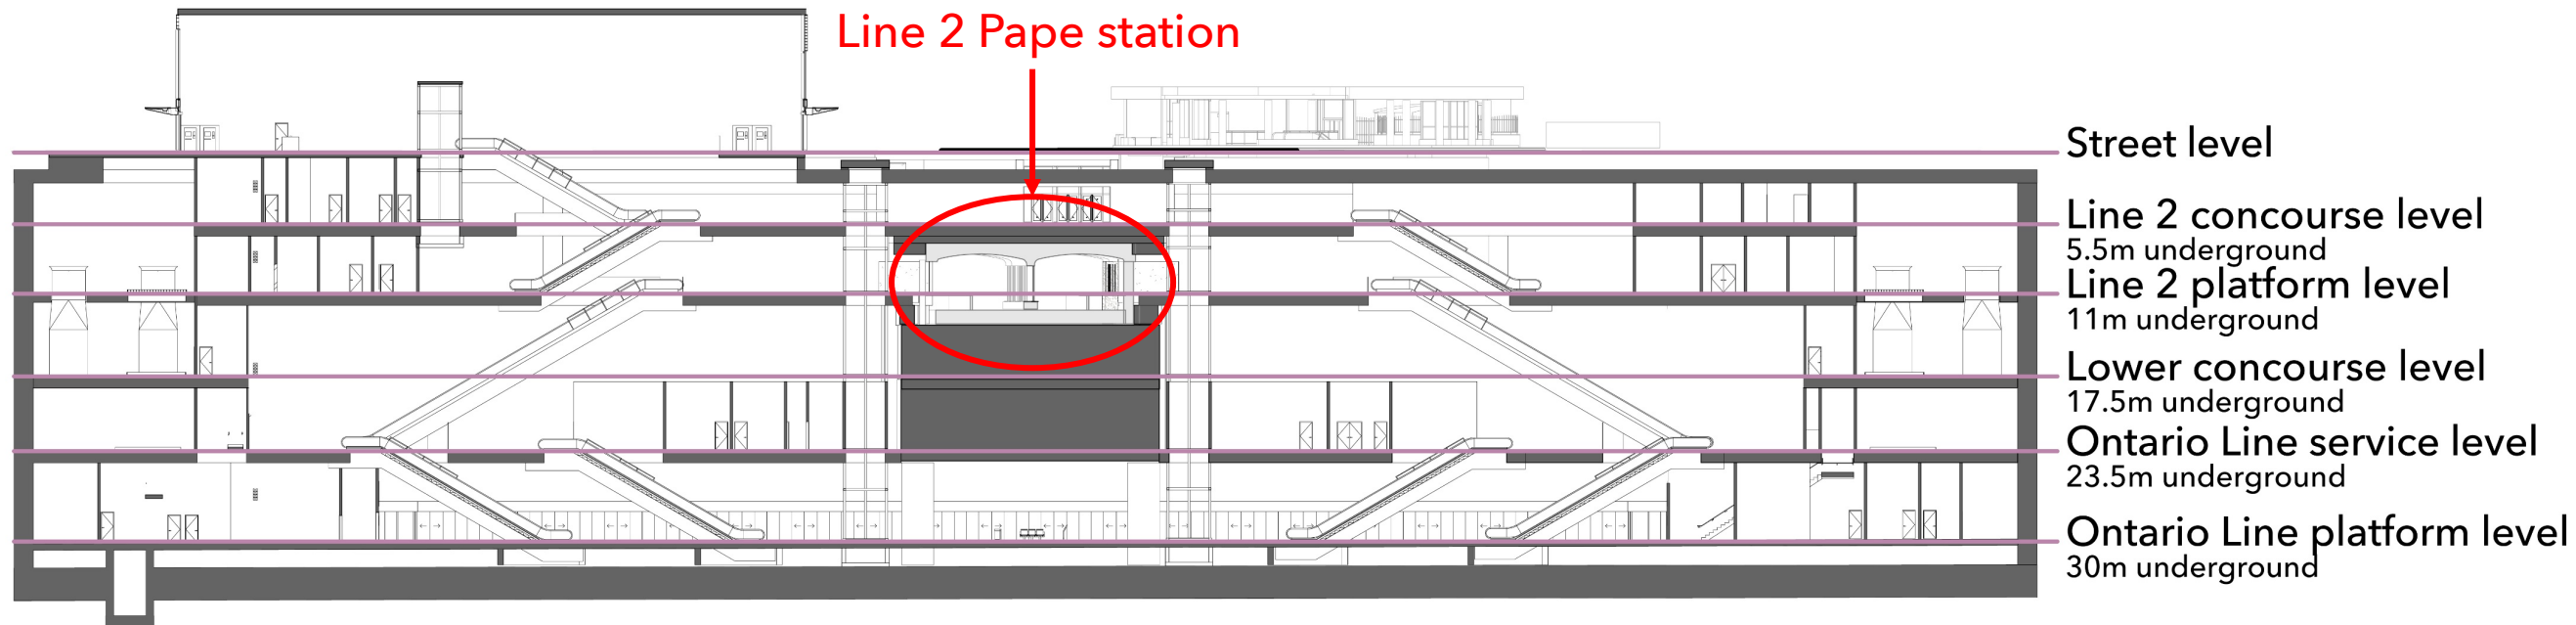 Line 2 Pape station
Street level
Line 2 concourse level
5.5m underground
Line 2 platform level
11m underground
Lower concourse level
17.5m underground
Ontario Line service level
23.5m underground
Ontario Line platform level
30m underground